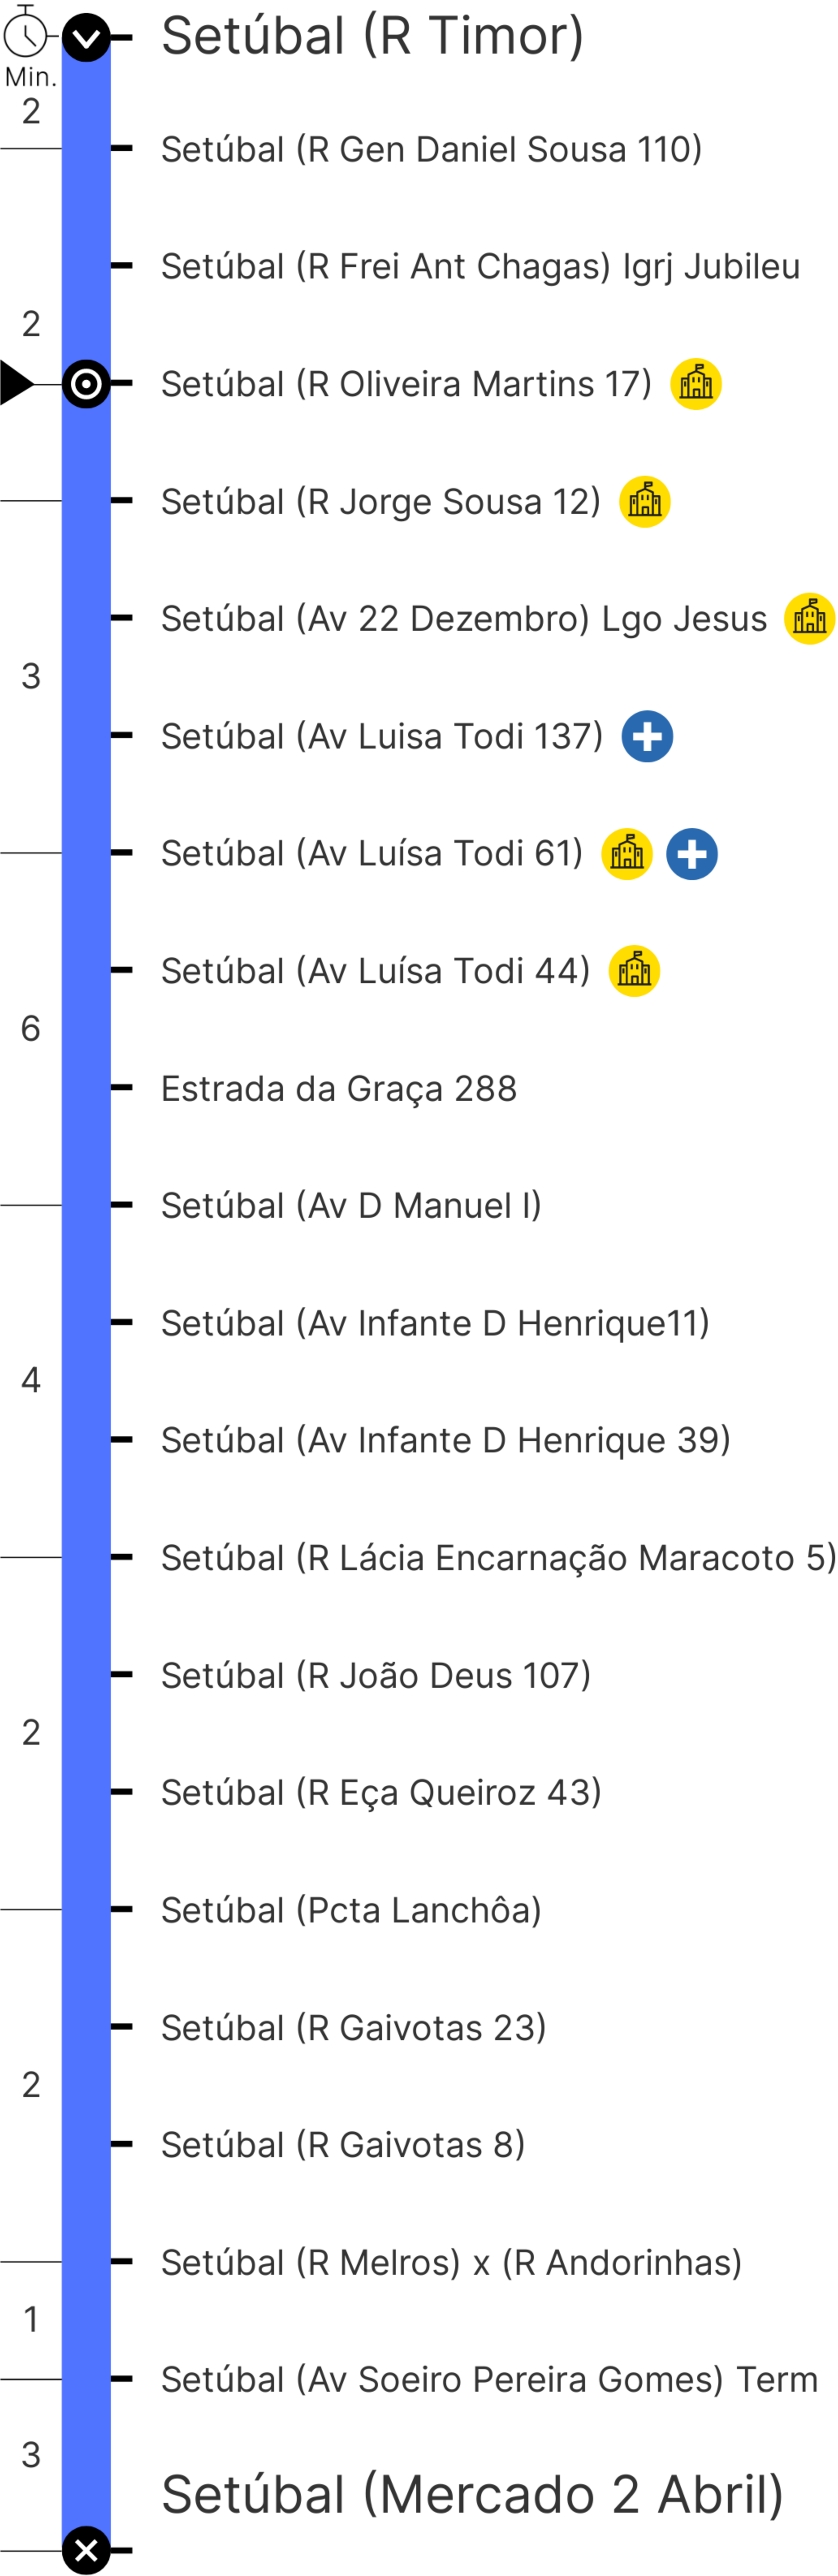 Setúbal (R Timor)
Min.
2
Setúbal (R Gen Daniel Sousa 110)
Setúbal (R Frei Ant Chagas) Igrj Jubileu
2
Setúbal (R Oliveira Martins 17)
Setúbal (R Jorge Sousa 12)
Setúbal (Av 22 Dezembro) Lgo Jesus
3
Setúbal (Av Luisa Todi 137)
Setúbal (Av Luísa Todi 61)
Setúbal (Av Luísa Todi 44)
6
Estrada da Graça 288
Setúbal (Av D Manuel I)
Setúbal (Av Infante D Henrique11)
4
Setúbal (Av Infante D Henrique 39)
Setúbal (R Lácia Encarnação Maracoto 5)
Setúbal (R João Deus 107)
2
Setúbal (R Eça Queiroz 43)
Setúbal (Pcta Lanchôa)
Setúbal (R Gaivotas 23)
2
Setúbal (R Gaivotas 8)
Setúbal (R Melros) x (R Andorinhas)
1
Setúbal (Av Soeiro Pereira Gomes) Term
3
Setúbal (Mercado 2 Abril)